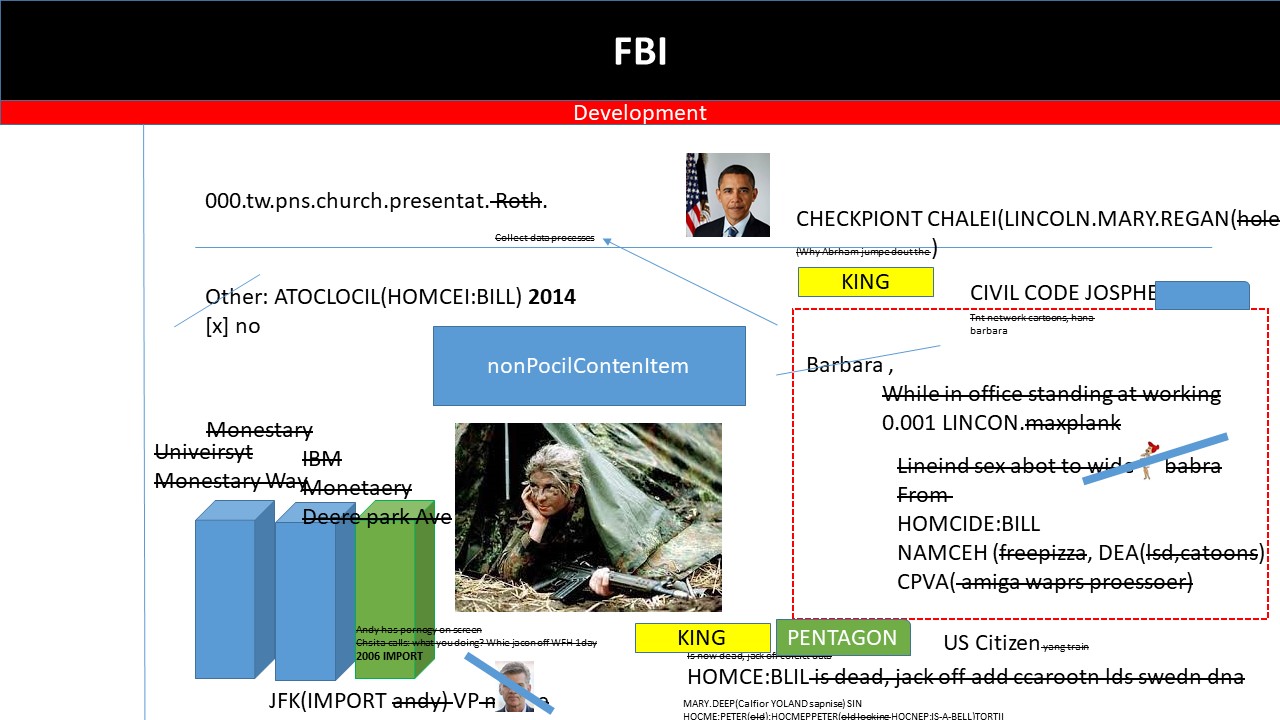 FBI
Development
000.tw.pns.church.presentat. Roth.
Collect data processes
CHECKPIONT CHALEI(LINCOLN.MARY.REGAN(hole
(Why Abrham jumpe dout the )
KING
CIVIL CODE JOSPHE
Tnt network cartoons, hana
barbara
Other: ATOCLOCIL(HOMCEI:BILL) 2014
[x] no
nonPocilContenItem
Barbara ,
While in office standing at working
0.001 LINCON.maxplank
Lineind sex abot to wide babra
From
HOMCIDE:BILL
NAMCEH (freepizza, DEA(lsd,catoons)
CPVA( amiga waprs proessoer)
Monestary
Univeirsyt
Monestary Way
IBM
Monetaery
Deere park Ave
Andy has pornogy on screen
Chsita calls: what you doing? Whie jacon off WFH 1day
2006 IMPORT
JFK(IMPORT andy) VP n
KING
PENTAGON
US Citizen yang train
Is now dead, jack off
HOMCE:BLIL is dead, jack off add ccarootn lds swedn dna
MARY.DEEP(Calfior YOLAND.sapnise) SIN
HOCME:PETER(old):HOCMEPPETER(old looking HOCNEP:IS-A-BELL)TORTII